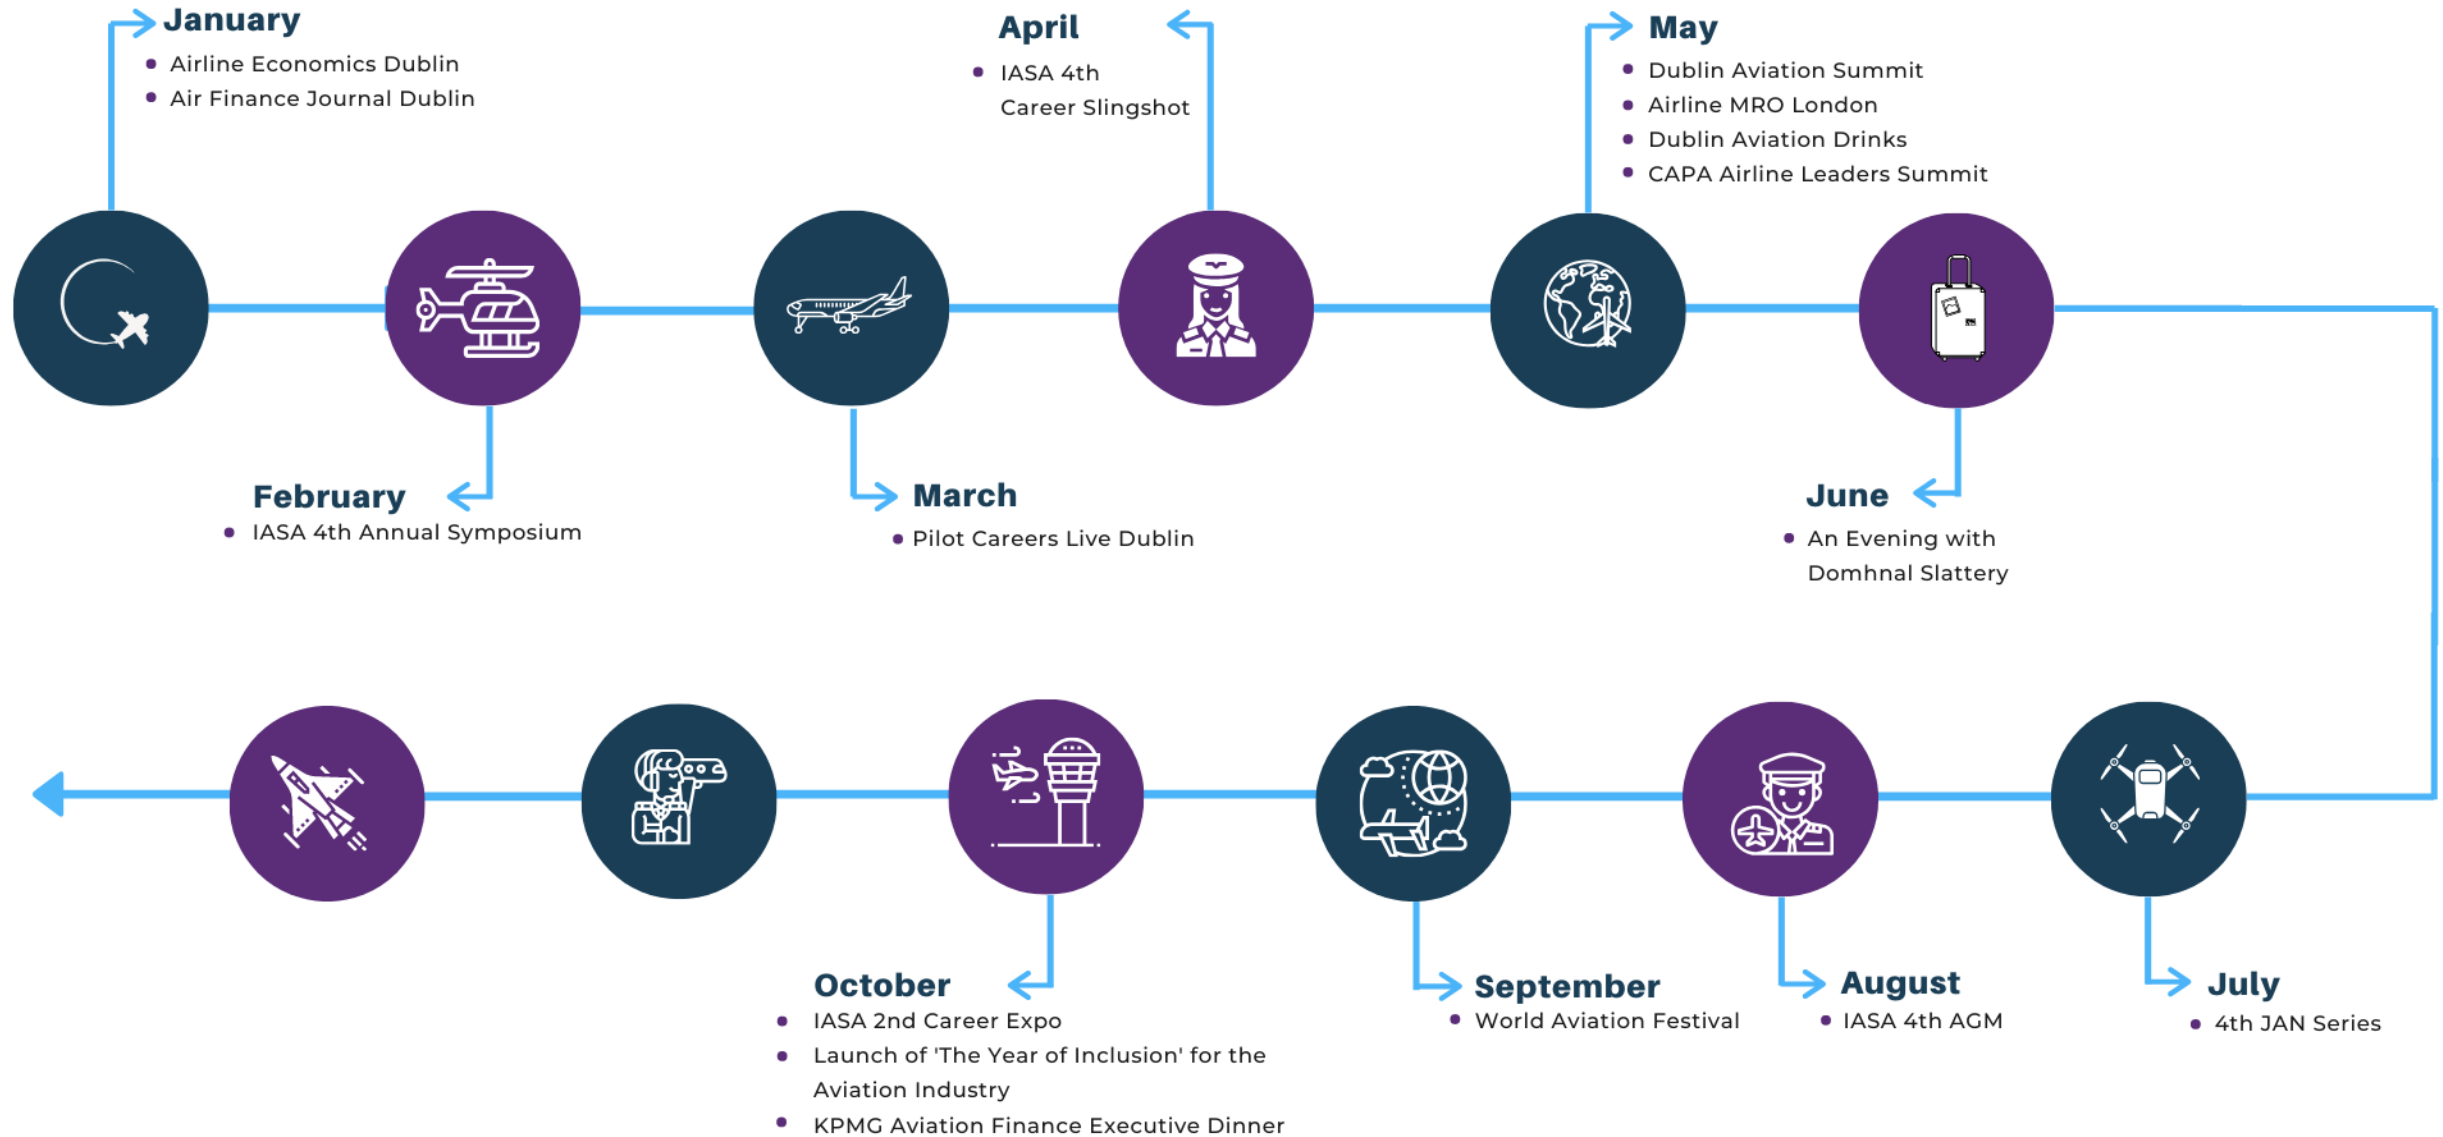 January
Airline Economics Dublin
Air Finance Journal Dublin
February
IASA 4th Annual Symposium
March
Pilot Careers Live Dublin
April
IASA 4th
Career Slingshot
May
Dublin Aviation Summit
Airline MRO London
Dublin Aviation Drinks
CAPA Airline Leaders Summit
June
An Evening with
Domhnal Slattery
July
4th JAN Series
August
IASA 4th AGM
September
World Aviation Festival
October
IASA 2nd Career Expo
Launch of 'The Year of Inclusion' for the
Aviation Industry
KPMG Aviation Finance Executive Dinner